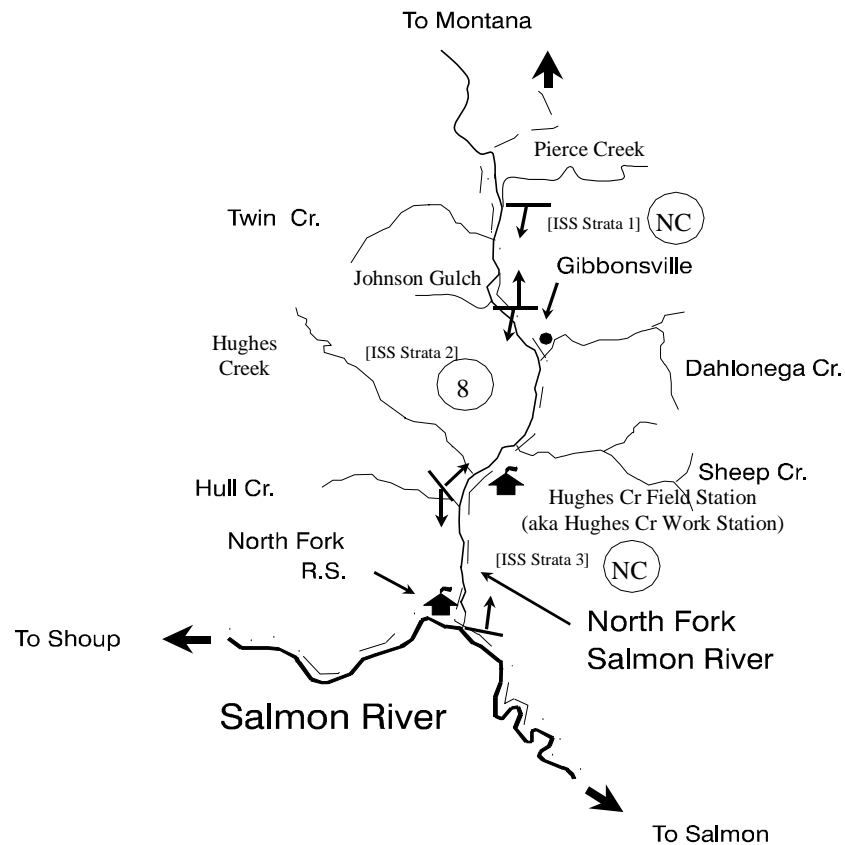 To Montana
Pierce Creek
Twin Cr.
[ISS Strata 1]
NC
Johnson Gulch
Gibbonsville
Hughes
Creek
[ISS Strata 2]
8
Dahlonega Cr.
Hull Cr.
Sheep Cr.
Hughes Cr Field Station
(aka Hughes Cr Work Station)
North Fork
R.S.
[ISS Strata 3]
NC
North Fork
Salmon River
To Shoup
Salmon River
To Salmon